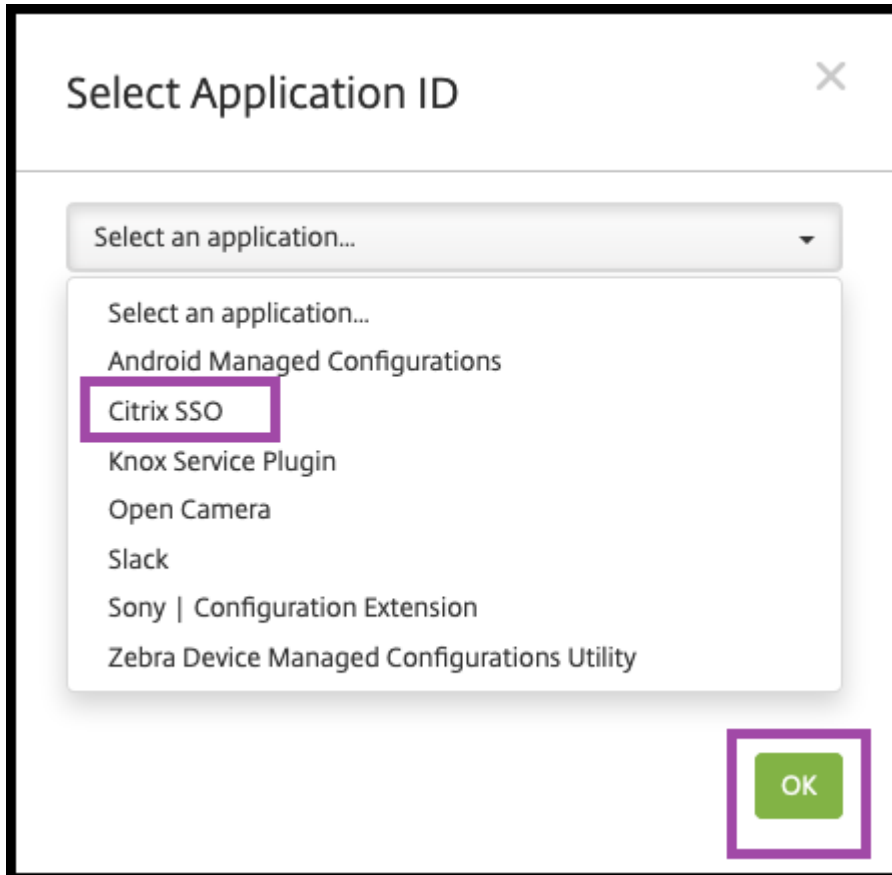 Select Application ID
Select an application...
Select an application...
Android Managed Configurations
Citrix SSO
Knox Service Plugin
Open Camera
Slack
Sony | Configuration Extension
Zebra Device Managed Configurations Utility
OK